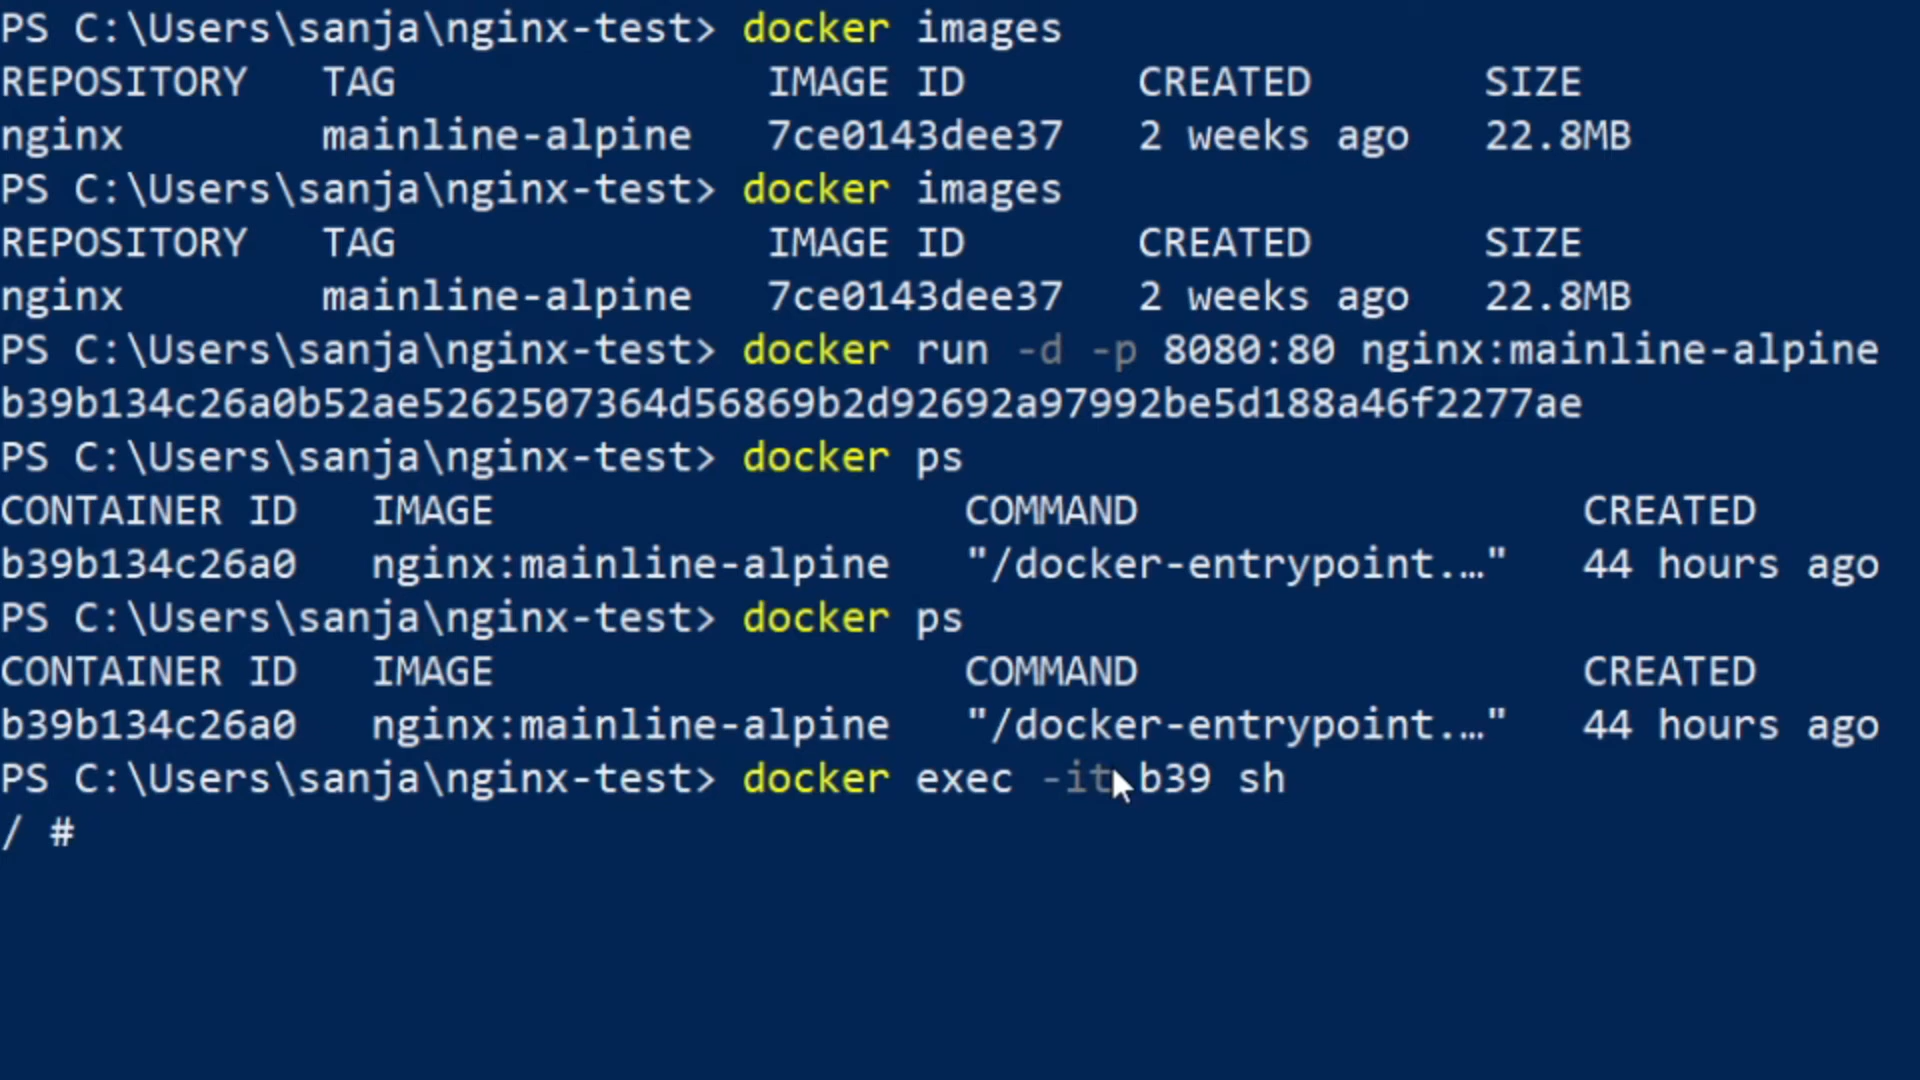 PS C:\Users\sanja\nginx-test> docker images
REPOSITORY   TAG               IMAGE ID       CREATED       SIZE
nginx        mainline-alpine   7ce0143dee37   2 weeks ago   22.8MB
PS C:\Users\sanja\nginx-test> docker images
REPOSITORY   TAG               IMAGE ID       CREATED       SIZE
nginx        mainline-alpine   7ce0143dee37   2 weeks ago   22.8MB
PS C:\Users\sanja\nginx-test> docker run -d -p 8080:80 nginx:mainline-alpine
b39b134c26a0b52ae5262507364d56869b2d92692a97992be5d188a46f2277ae
PS C:\Users\sanja\nginx-test> docker ps
CONTAINER ID   IMAGE                   COMMAND                  CREATED
b39b134c26a0   nginx:mainline-alpine   "/docker-entrypoint.…"   44 hours ago
PS C:\Users\sanja\nginx-test> docker ps
CONTAINER ID   IMAGE                   COMMAND                  CREATED
b39b134c26a0   nginx:mainline-alpine   "/docker-entrypoint.…"   44 hours ago
PS C:\Users\sanja\nginx-test> docker exec -it b39 sh
/ #